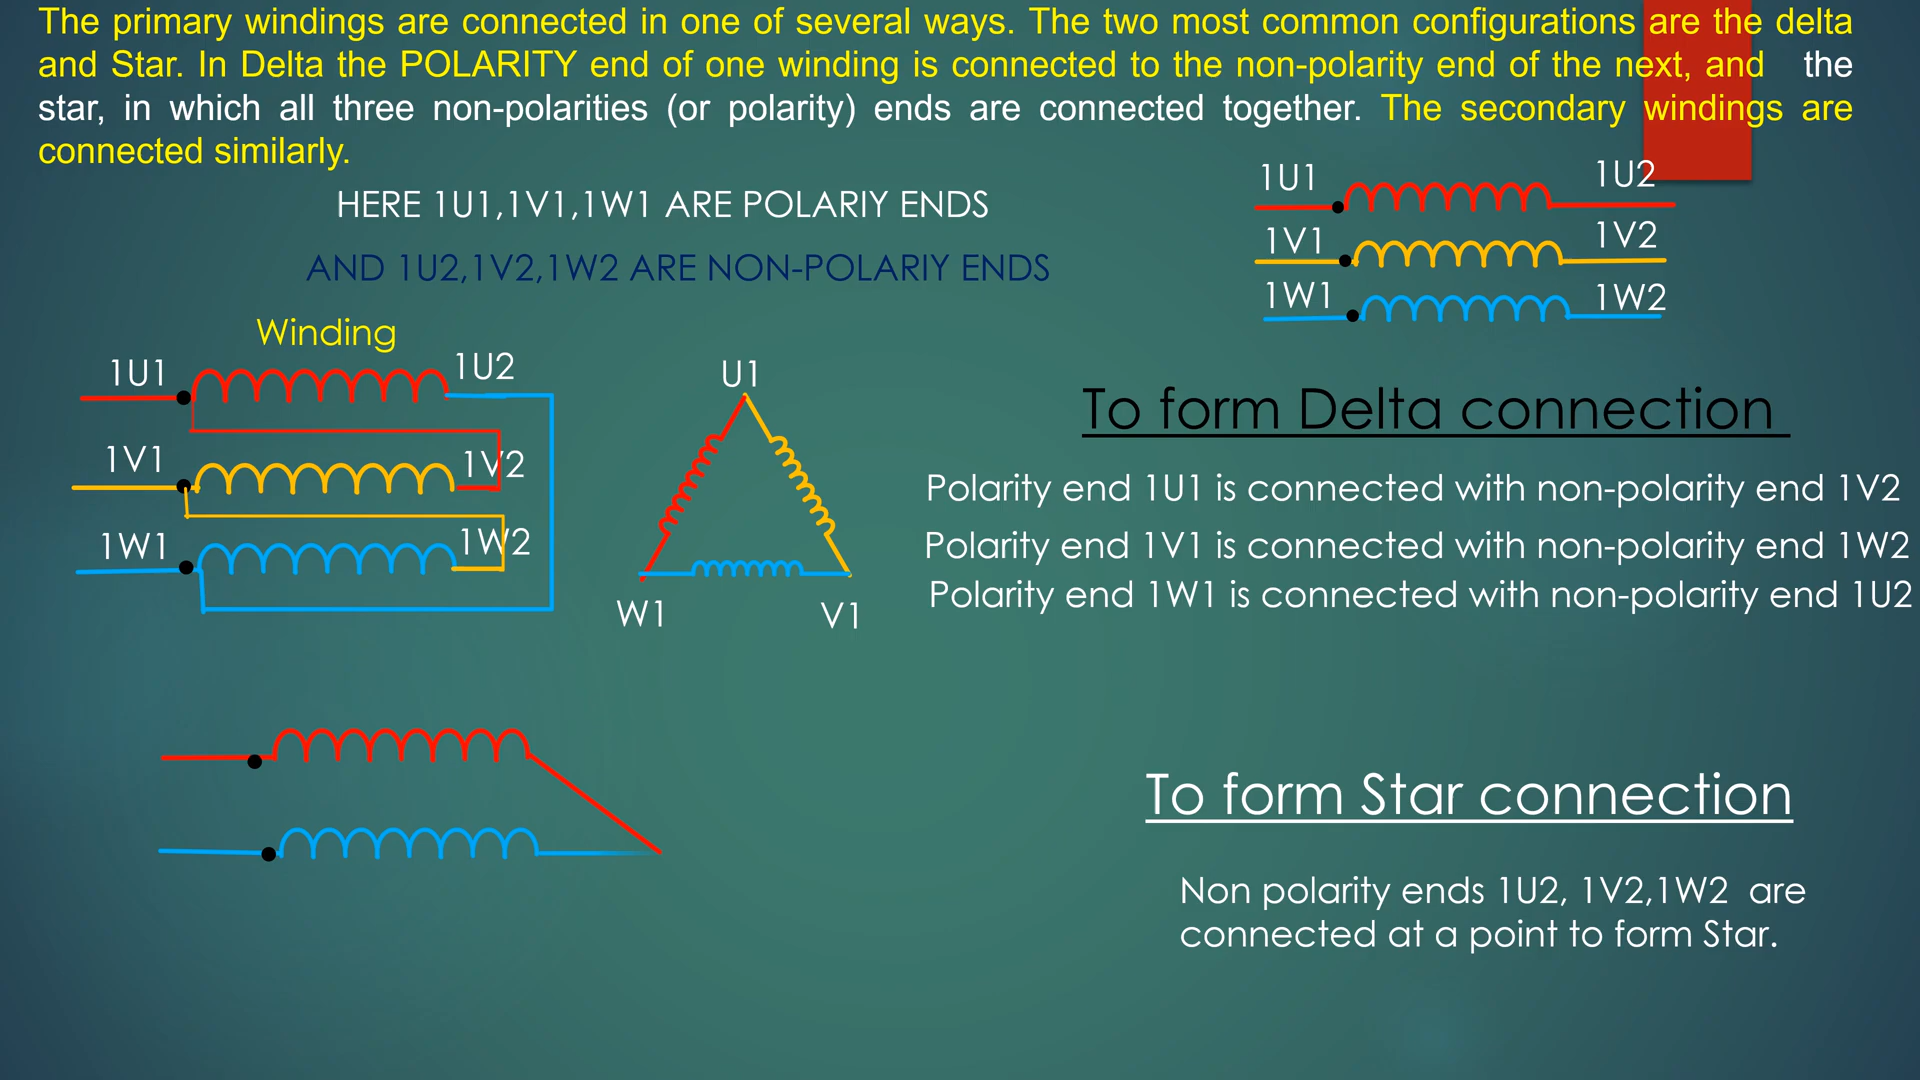 The primary windings are connected in one of several ways. The two most common configurations are the delta
and Star. In Delta the POLARITY end of one winding is connected to the non-polarity end of the next, and the
star, in which all three non-polarities (or polarity) ends are connected together. The secondary windings are
connected similarly.
HERE 1U1,1V1,1W1 ARE POLARIY ENDS
AND 1U2,1V2,1W2 ARE NON-POLARIY ENDS
1U1 1U2
1V1 1V2
1W1 1W2
Winding
1U1 1U2
1V1 1V2
1W1 1W2
U1
W1 V1
To form Delta connection
Polarity end 1U1 is connected with non-polarity end 1V2
Polarity end 1V1 is connected with non-polarity end 1W2
Polarity end 1W1 is connected with non-polarity end 1U2
To form Star connection
Non polarity ends 1U2, 1V2,1W2 are
connected at a point to form Star.